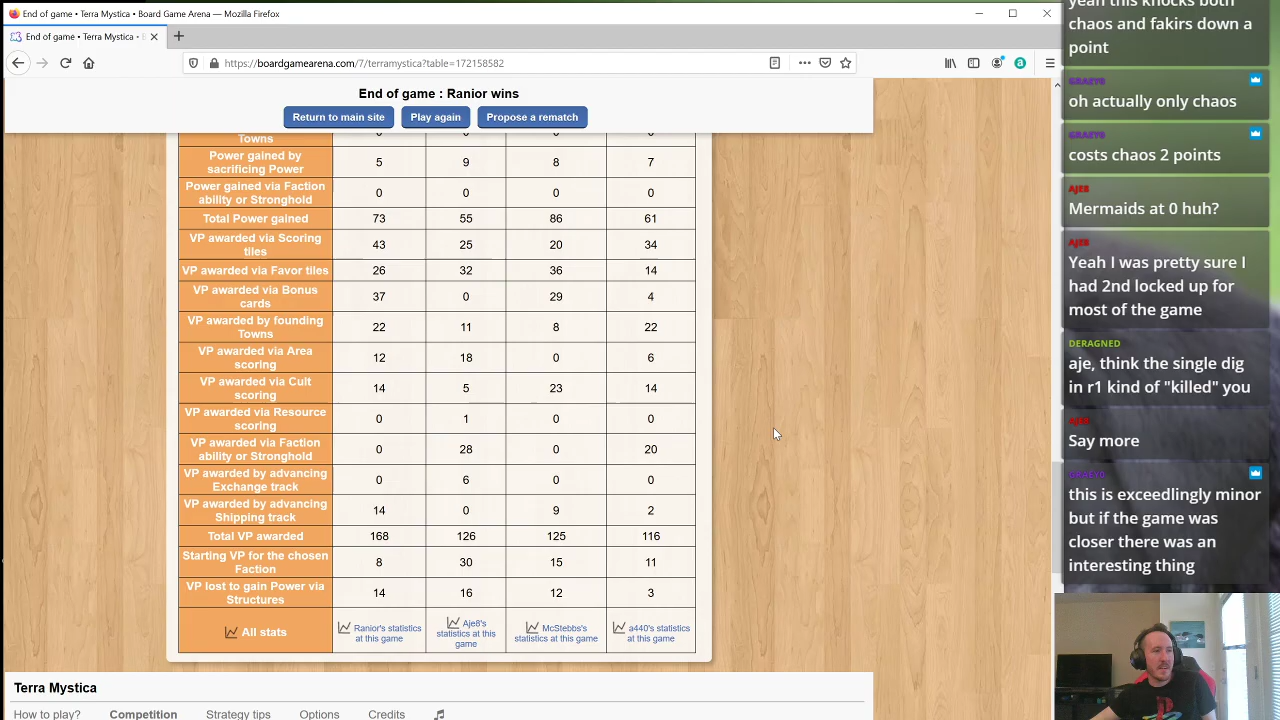 End of game • Terra Mystica • Board Game Arena - Mozilla Firefox
End of game • Terra Mystica •
https://boardgamearena.com/7/terramystica?table=172158582
End of game : Ranior wins
Return to main site Play again Propose a rematch
Towns
Power gained by
sacrificing Power 5 9 8 7
Power gained via Faction
ability or Stronghold 0 0 0 0
Total Power gained 73 55 86 61
VP awarded via Scoring
tiles 43 25 20 34
VP awarded via Favor tiles 26 32 36 14
VP awarded via Bonus
cards 37 0 29 4
VP awarded by founding
Towns 22 11 8 22
VP awarded via Area
scoring 12 18 0 6
VP awarded via Cult
scoring 14 5 23 14
VP awarded via Resource
scoring 0 1 0 0
VP awarded via Faction
ability or Stronghold 0 28 0 20
VP awarded by advancing
Exchange track 0 6 0 0
VP awarded by advancing
Shipping track 14 0 9 2
Total VP awarded 168 126 125 116
Starting VP for the chosen
Faction 8 30 15 11
VP lost to gain Power via
Structures 14 16 12 3
All stats
Ranior's statistics
at this game
Aje8's
statistics at this
game
McStebbs's
statistics at this
game
a440's statistics
at this game
Terra Mystica
How to play? Competition Strategy tips Options Credits
yeah this knocks both
chaos and fakirs down a
point
GRAEY0
oh actually only chaos
GRAEY0
costs chaos 2 points
AJE8
Mermaids at 0 huh?
AJE8
Yeah I was pretty sure I
had 2nd locked up for
most of the game
DERAGNED
aje, think the single dig
in r1 kind of "killed" you
AJE8
Say more
GRAEY0
this is exceedingly minor
but if the game was
closer there was an
interesting thing